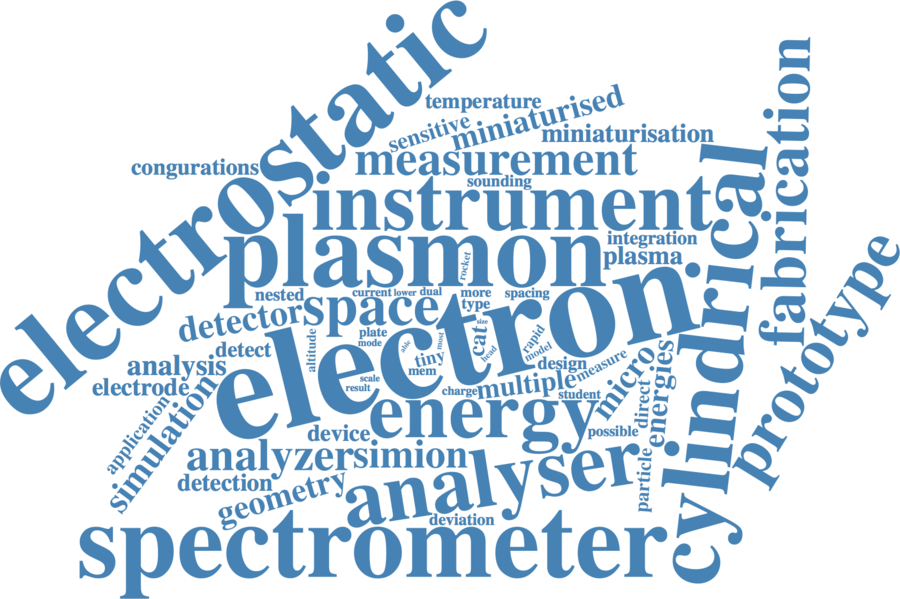 electrostatic
temperature
sensitive
miniaturised
miniaturisation
congurations
measurement
sounding
instrument
fabrication
cylindrical
plasmon
rocket
integration
plasma
prototype
nested
current
lower
dual
more
type
spacing
space
detector
electron
altitude
plate
mode
able
most
cat
head
rapid
model
detect
analysis
tiny
mem
design
measure
micro
electrode
scale
result
charge
multiple
student
direct
energies
application
simulation
energy
possible
device
analyzer
simion
analyser
particle
detection
geometry
deviation
spectrometer